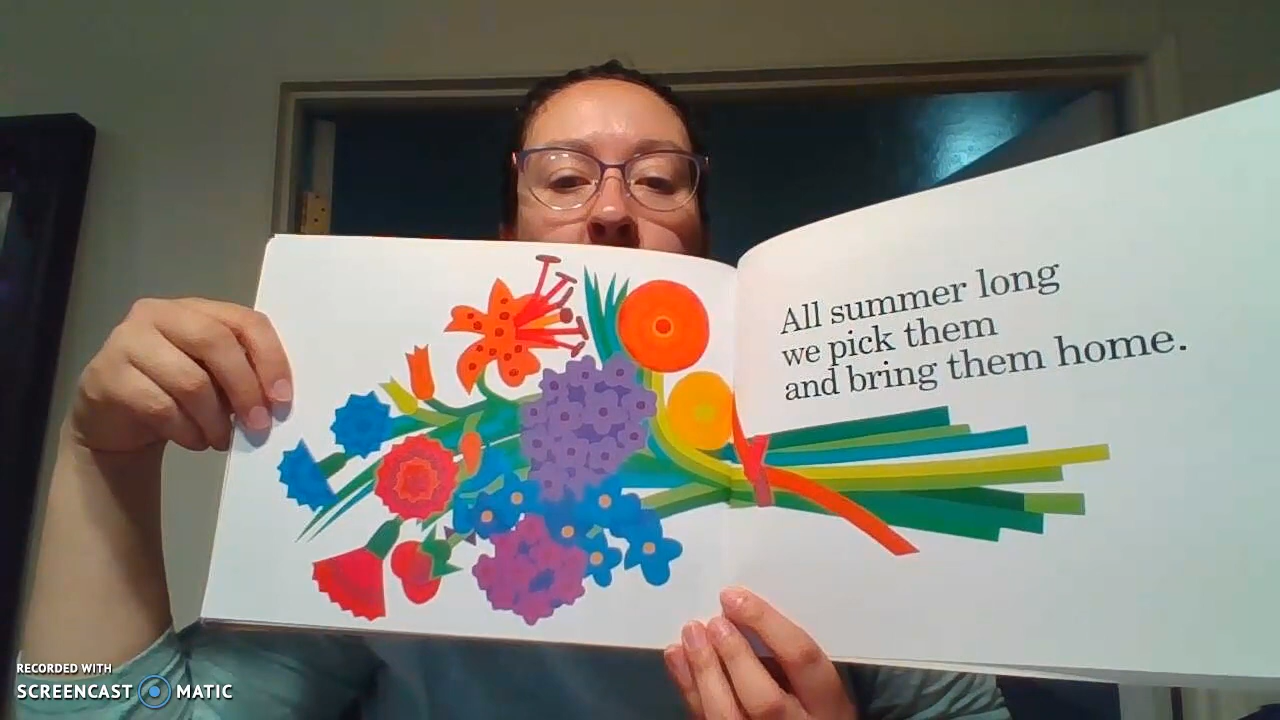 All summer long
we pick them
and bring them home.
RECORDED WITH
SCREENCAST MATIC